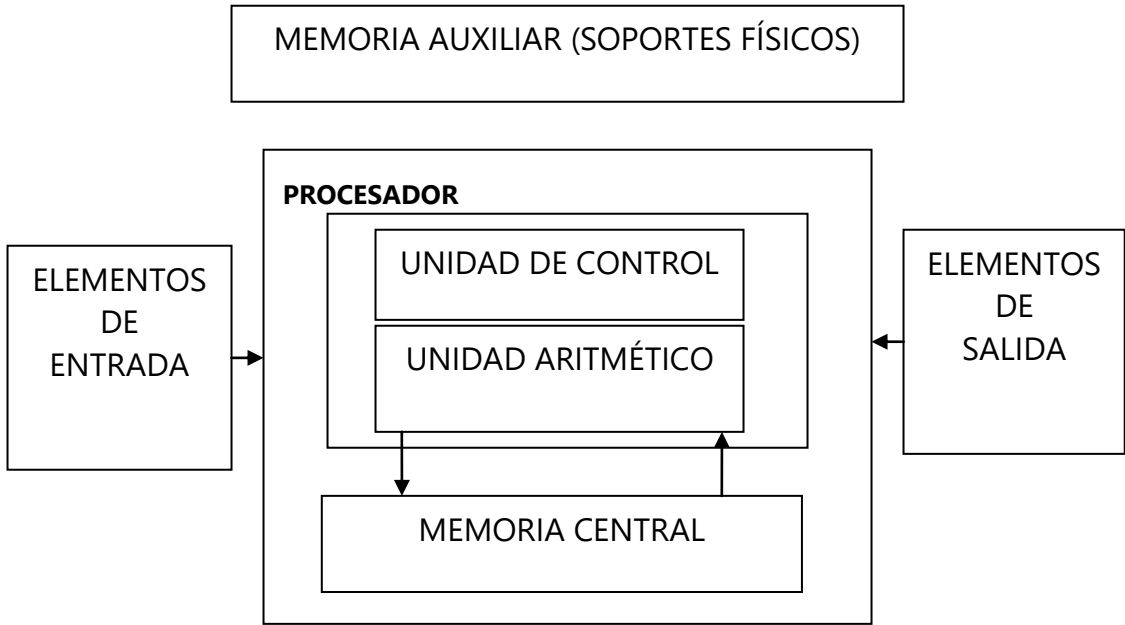 MEMORIA AUXILIAR (SOPORTES FÍSICOS)
PROCESADOR
UNIDAD DE CONTROL
UNIDAD ARITMÉTICO
MEMORIA CENTRAL
ELEMENTOS
DE
ENTRADA
ELEMENTOS
DE
SALIDA